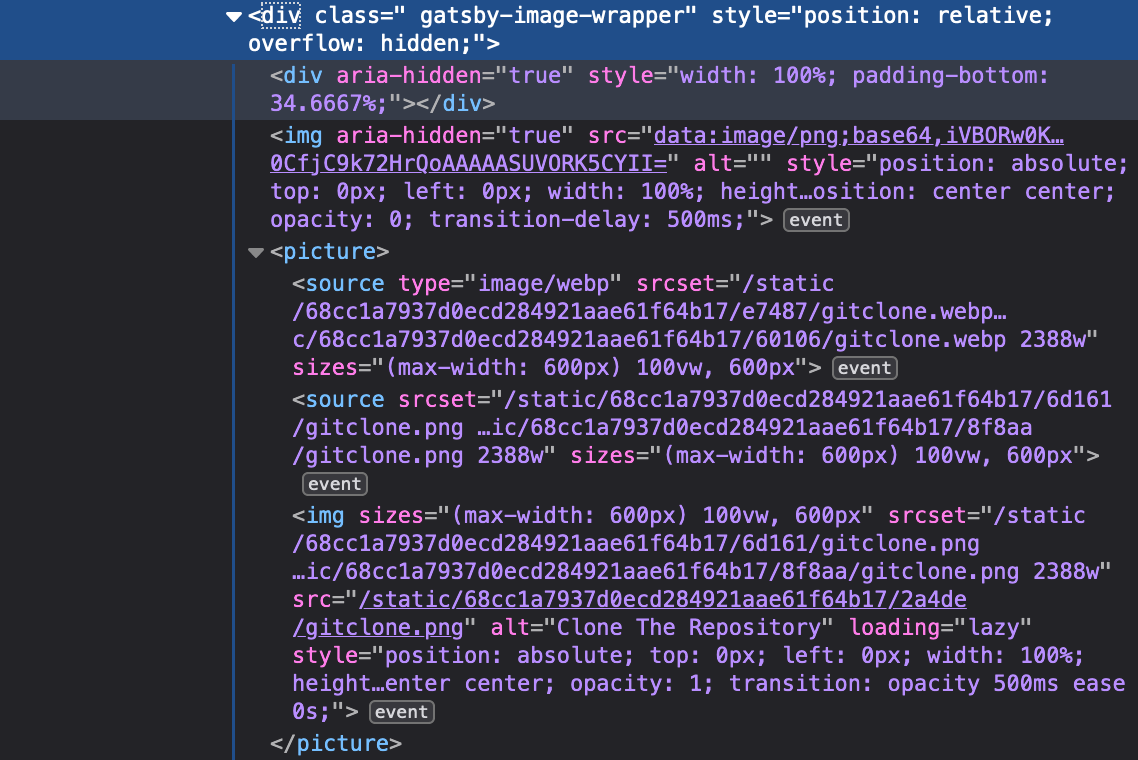 <div class=" gatsby-image-wrapper" style="position: relative;
overflow: hidden;">
<div aria-hidden="true" style="width: 100%; padding-bottom:
34.6667%;"></div>
<img aria-hidden="true" src="data:image/png;base64,iVBORw0K…
0CfjC9k72HrQoAAAAASUVORK5CYII=" alt="" style="position: absolute;
top: 0px; left: 0px; width: 100%; height…osition: center center;
opacity: 0; transition-delay: 500ms;"> event
<picture>
<source type="image/webp" srcset="/static
/68cc1a7937d0ecd284921aae61f64b17/e7487/gitclone.webp…
c/68cc1a7937d0ecd284921aae61f64b17/60106/gitclone.webp 2388w"
sizes="(max-width: 600px) 100vw, 600px"> event
<source srcset="/static/68cc1a7937d0ecd284921aae61f64b17/6d161
/gitclone.png …ic/68cc1a7937d0ecd284921aae61f64b17/8f8aa
/gitclone.png 2388w" sizes="(max-width: 600px) 100vw, 600px">
event
<img sizes="(max-width: 600px) 100vw, 600px" srcset="/static
/68cc1a7937d0ecd284921aae61f64b17/6d161/gitclone.png
…ic/68cc1a7937d0ecd284921aae61f64b17/8f8aa/gitclone.png 2388w"
src="/static/68cc1a7937d0ecd284921aae61f64b17/2a4de
/gitclone.png" alt="Clone The Repository" loading="lazy"
style="position: absolute; top: 0px; left: 0px; width: 100%;
height…enter center; opacity: 1; transition: opacity 500ms ease
0s;"> event
</picture>